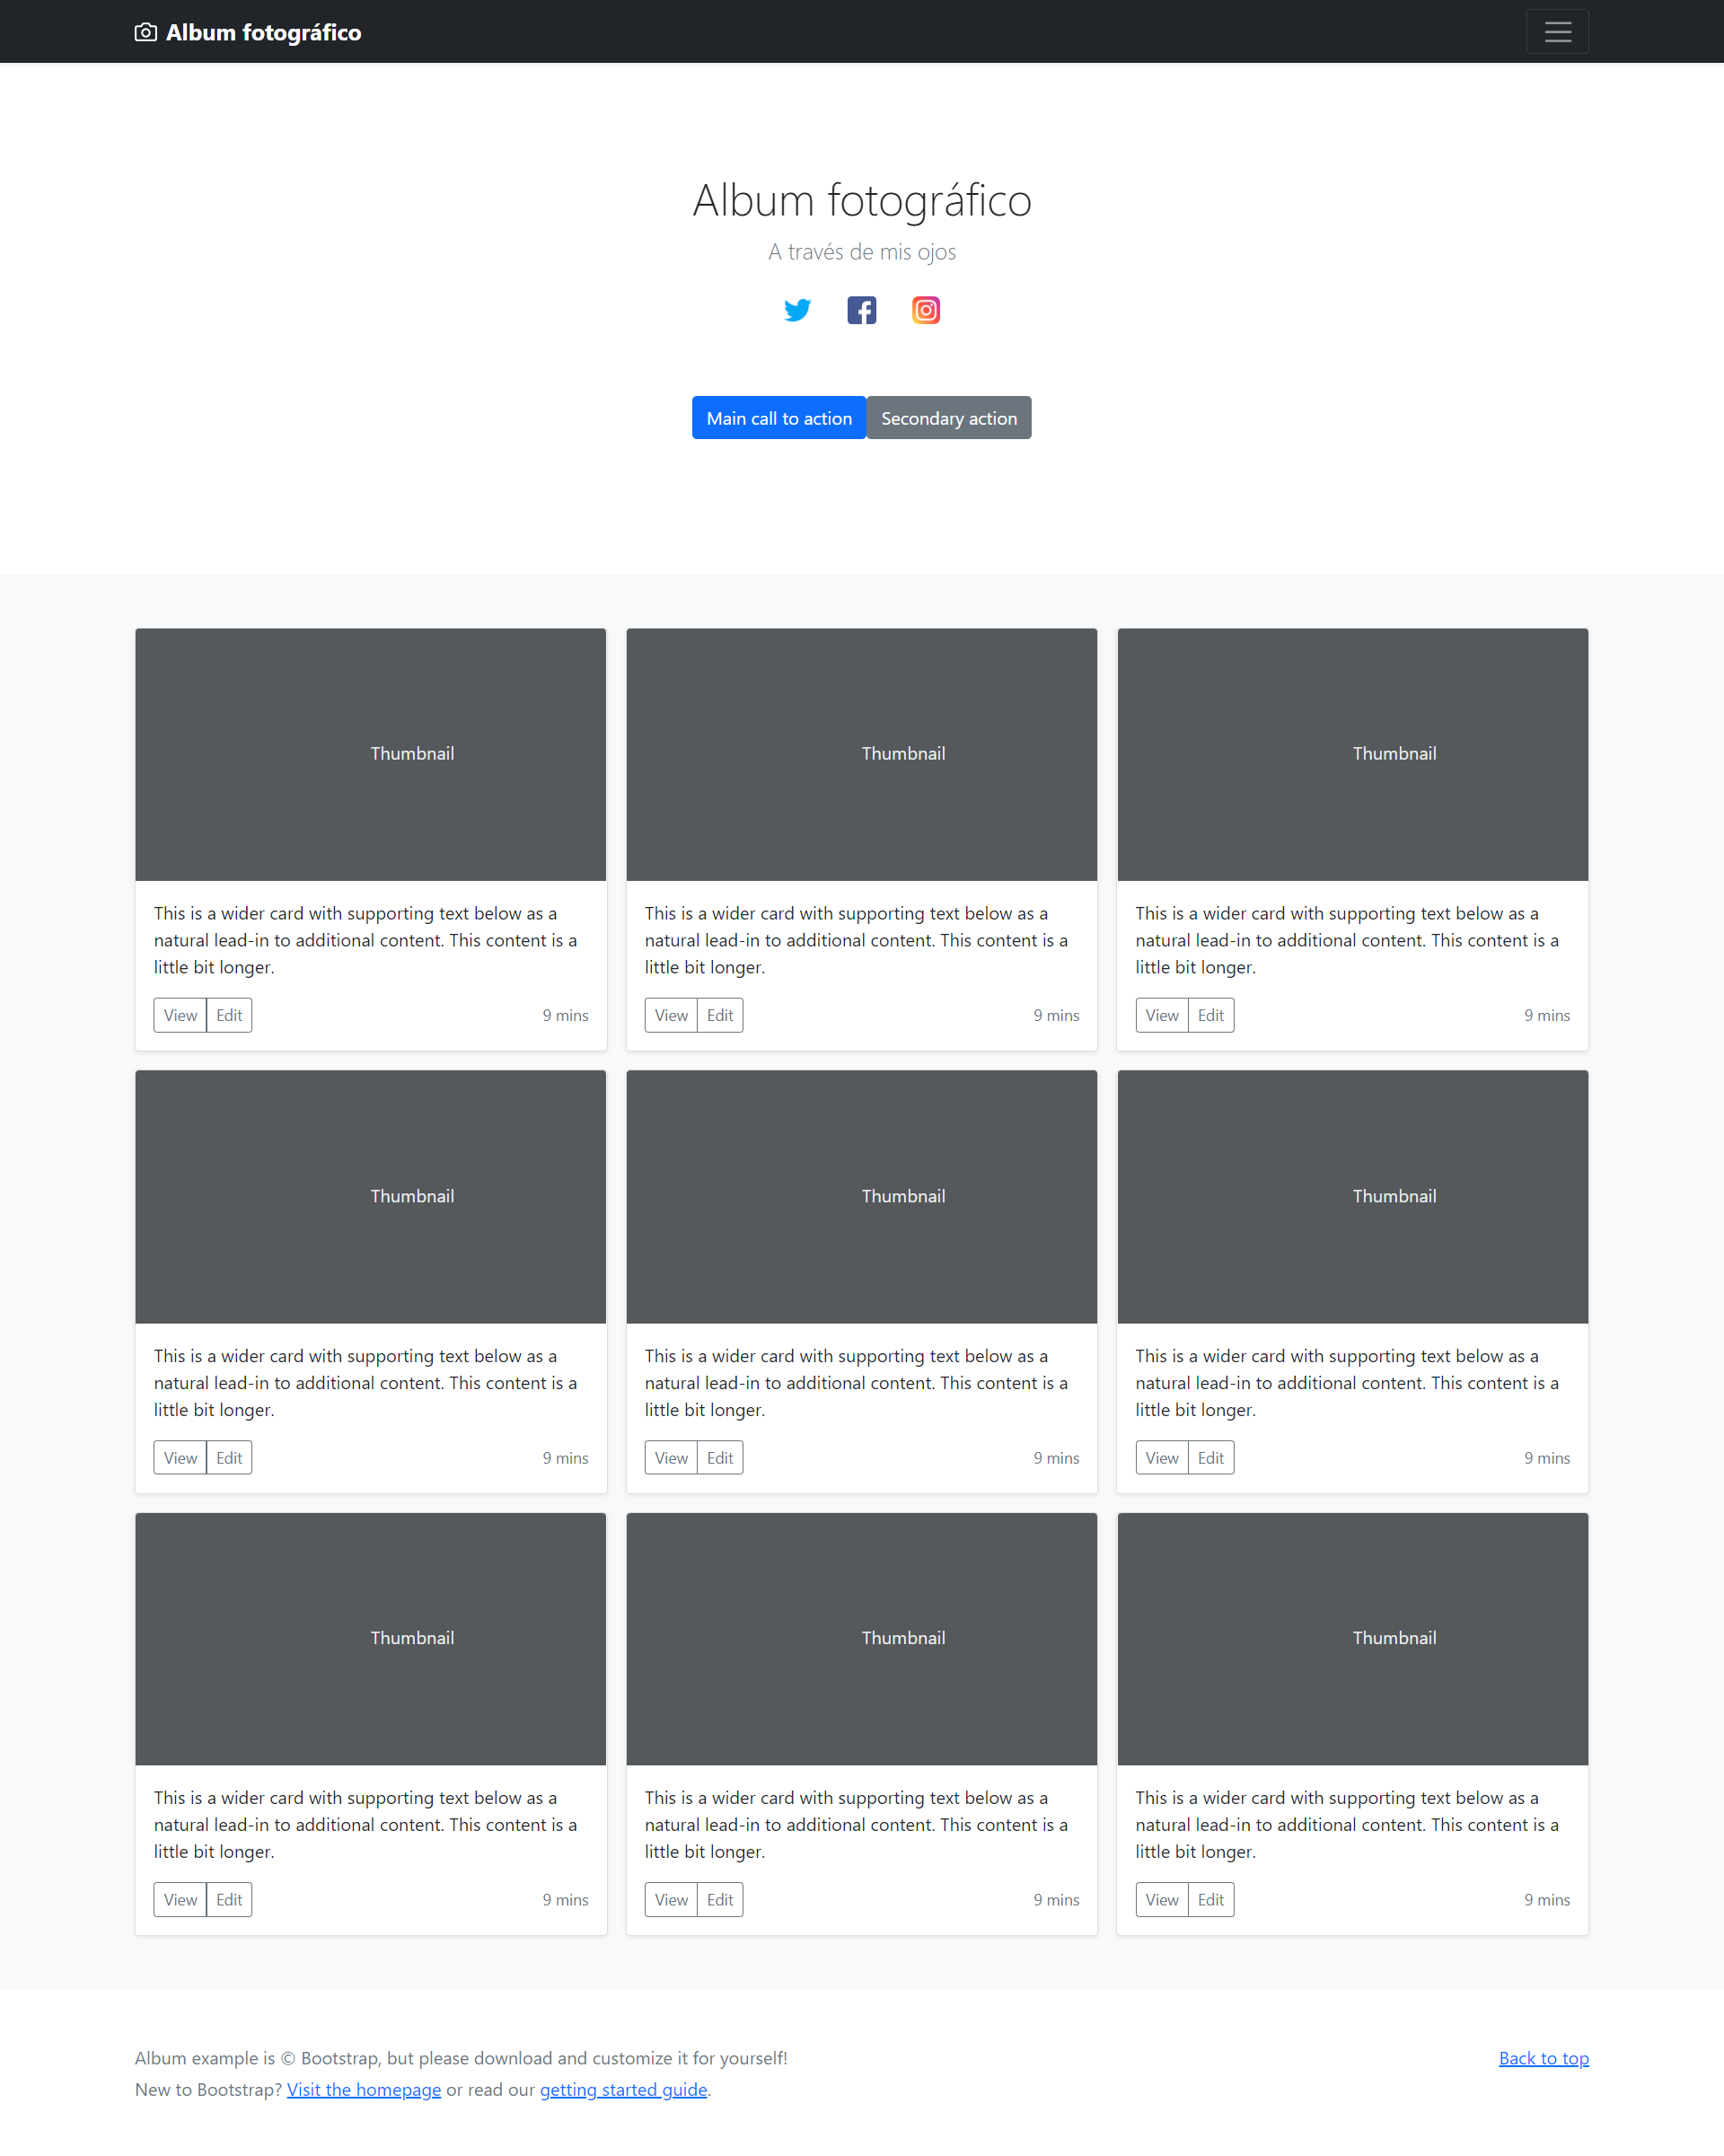 Album fotográfico
Album fotográfico
A través de mis ojos
Main call to action Secondary action
Thumbnail Thumbnail Thumbnail
This is a wider card with supporting text below as a
natural lead-in to additional content. This content is a
little bit longer.
View Edit 9 mins
This is a wider card with supporting text below as a
natural lead-in to additional content. This content is a
little bit longer.
View Edit 9 mins
This is a wider card with supporting text below as a
natural lead-in to additional content. This content is a
little bit longer.
View Edit 9 mins
Thumbnail Thumbnail Thumbnail
This is a wider card with supporting text below as a
natural lead-in to additional content. This content is a
little bit longer.
View Edit 9 mins
This is a wider card with supporting text below as a
natural lead-in to additional content. This content is a
little bit longer.
View Edit 9 mins
This is a wider card with supporting text below as a
natural lead-in to additional content. This content is a
little bit longer.
View Edit 9 mins
Thumbnail Thumbnail Thumbnail
This is a wider card with supporting text below as a
natural lead-in to additional content. This content is a
little bit longer.
View Edit 9 mins
This is a wider card with supporting text below as a
natural lead-in to additional content. This content is a
little bit longer.
View Edit 9 mins
This is a wider card with supporting text below as a
natural lead-in to additional content. This content is a
little bit longer.
View Edit 9 mins
Album example is © Bootstrap, but please download and customize it for yourself! Back to top
New to Bootstrap? Visit the homepage or read our getting started guide.